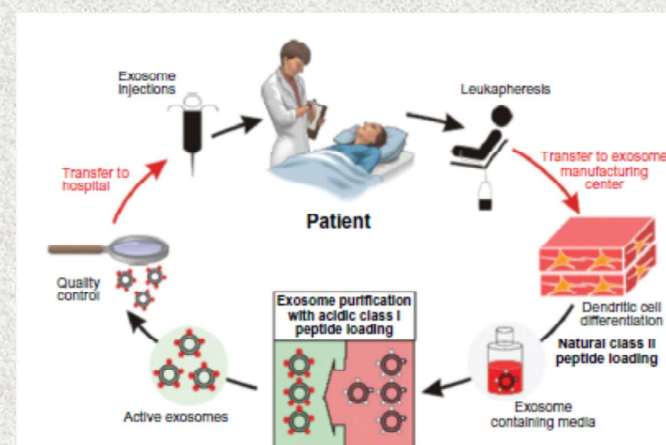 Exosome
injections
Leukapheresis
Transfer to
hospital
Transfer to exosome
manufacturing
center
Patient
Quality
control
Exosome purification
with acidic class I
peptide loading
Dendritic cell
differentiation
Natural class II
peptide loading
Active exosomes
Exosome
containing media